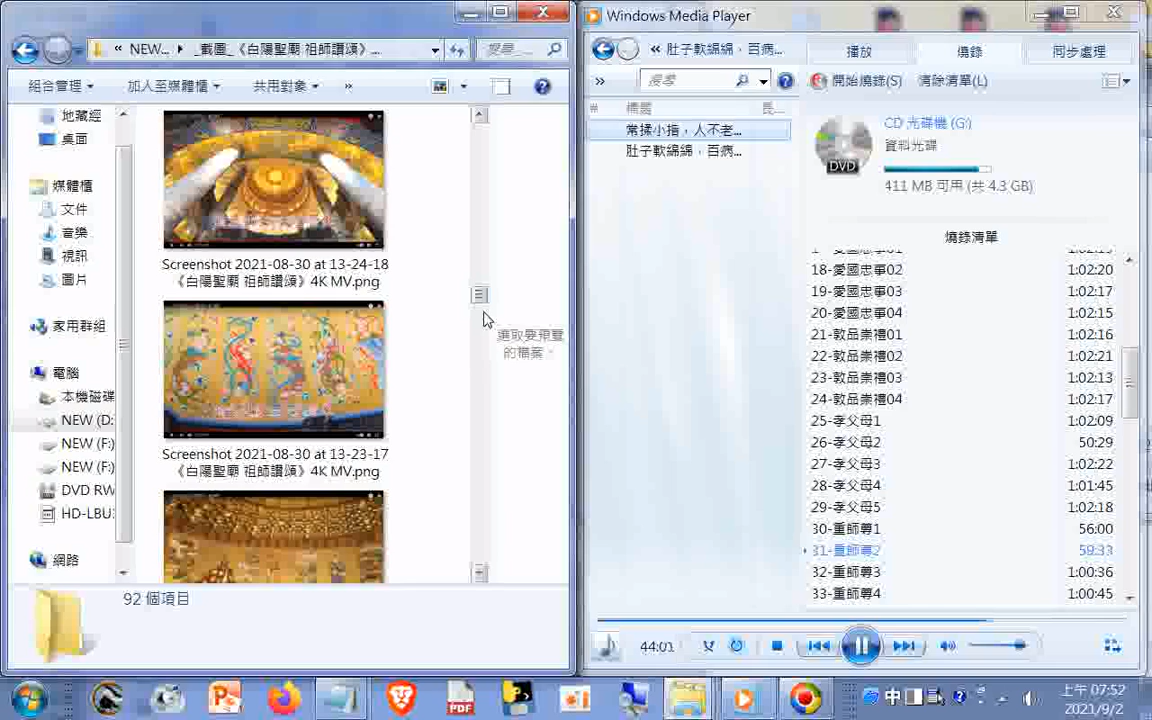 « NEW... ▸ _截圖_《白陽聖廟 祖師讚頌》...
搜尋...
組合管理
加入至媒體櫃
共用對象
»
地藏經
桌面
媒體櫃
文件
音樂
視訊
圖片
家用群組
電腦
本機磁碟
NEW (D:
NEW (F:)
NEW (F:)
DVD RW
HD-LBU
網路
Screenshot 2021-08-30 at 13-24-18
《白陽聖廟 祖師讚頌》4K MV.png
Screenshot 2021-08-30 at 13-23-17
《白陽聖廟 祖師讚頌》4K MV.png
選取要預覽
的檔案。
92 個項目
Windows Media Player
« 肚子軟綿綿，百病...
播放
燒錄
同步處理
»
搜尋
開始燒錄(S)
清除清單(L)
#
標題
長...
常揉小指，人不老...
肚子軟綿綿，百病...
CD 光碟機 (G:)
資料光碟
DVD
411 MB 可用 (共 4.3 GB)
燒錄清單
18-愛國忠事02 1:02:20
19-愛國忠事03 1:02:17
20-愛國忠事04 1:02:15
21-敦品崇禮01 1:02:16
22-敦品崇禮02 1:02:21
23-敦品崇禮03 1:02:13
24-敦品崇禮04 1:02:17
25-孝父母1 1:02:09
26-孝父母2 50:29
27-孝父母3 1:02:22
28-孝父母4 1:01:45
29-孝父母5 1:02:18
30-重師尊1 56:00
31-重師尊2 59:33
32-重師尊3 1:00:36
33-重師尊4 1:00:45
44:01
PDF
中
上午 07:52
2021/9/2